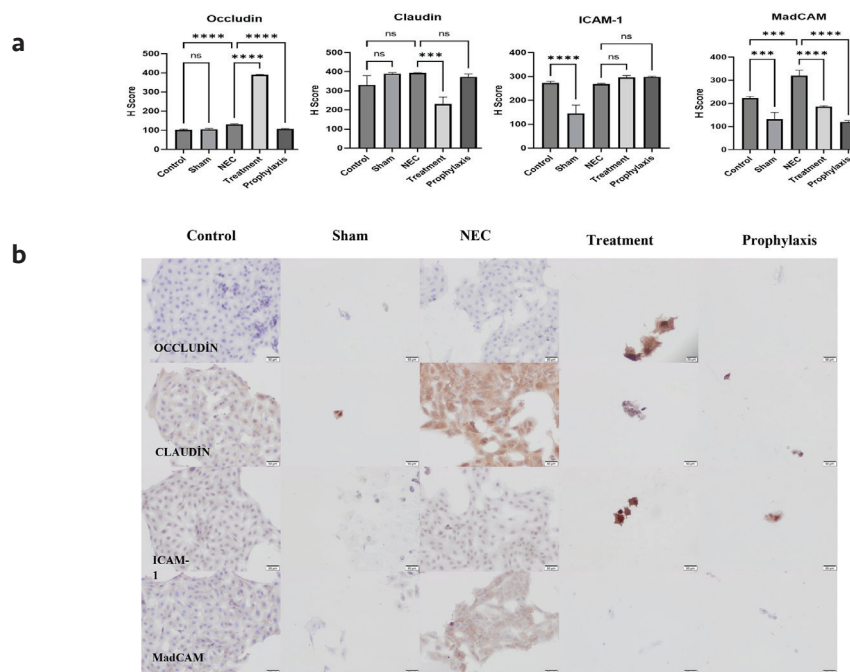 a
Occludin
****
****
ns
****
H Score
500
400
300
200
100
0
Control
Sham
NEC
Treatment
Prophylaxis
Claudin
ns
ns
ns
***
H Score
600
500
400
300
200
100
0
Control
Sham
NEC
Treatment
Prophylaxis
ICAM-1
ns
****
ns
H Score
400
300
200
100
0
Control
Sham
NEC
Treatment
Prophylaxis
MadCAM
***
****
***
****
H Score
400
300
200
100
0
Control
Sham
NEC
Treatment
Prophylaxis
b
Control Sham NEC Treatment Prophylaxis
OCCLUDİN
CLAUDİN
ICAM-
1
MadCAM